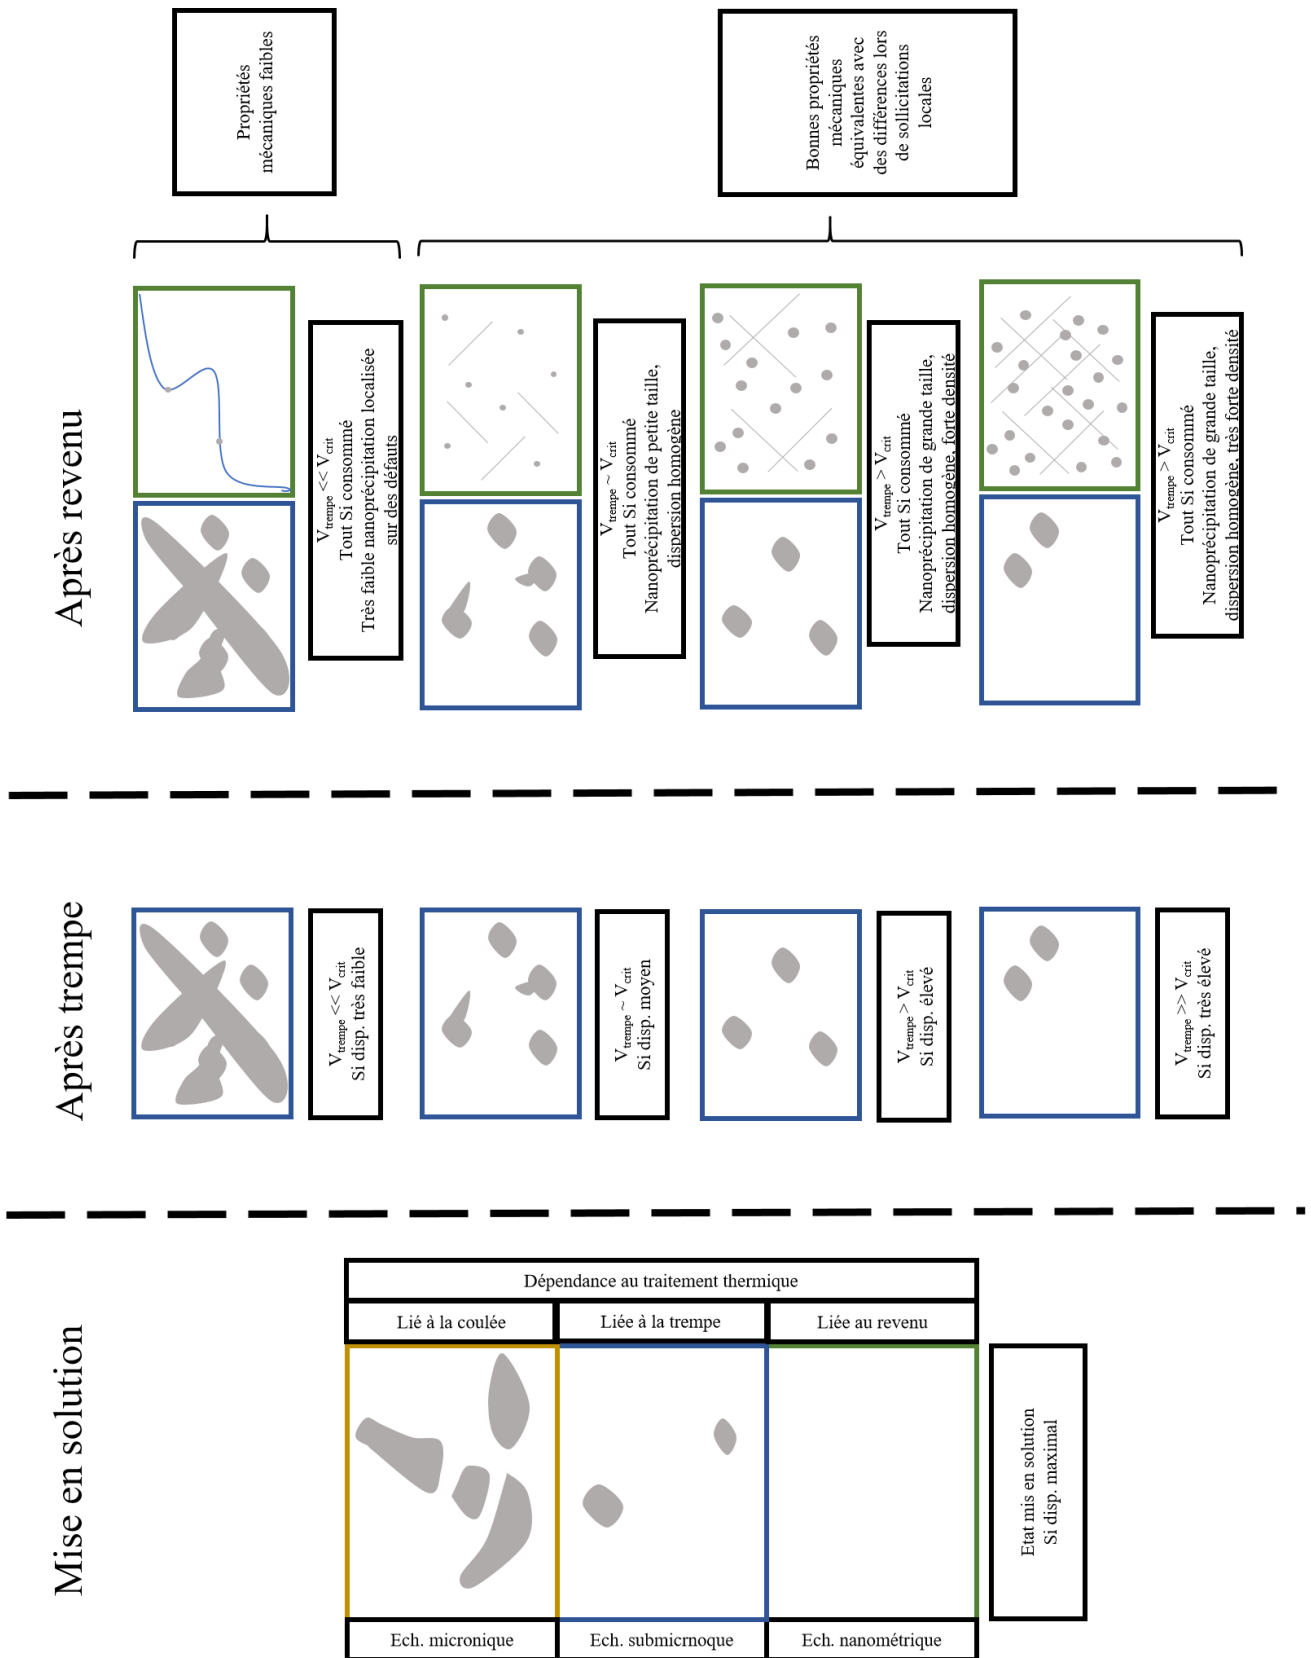 Mise en solution
Dépendance au traitement thermique
Lié à la coulée
Liée à la trempe
Liée au revenu
Ech. micronique
Ech. submicrnoque
Ech. nanométrique
Etat mis en solution
Si disp. maximal
Après trempe
Vtrempe << Vcrit
Si disp. très faible
Vtrempe ~ Vcrit
Si disp. moyen
Vtrempe > Vcrit
Si disp. élevé
Vtrempe >> Vcrit
Si disp. très élevé
Après revenu
Vtrempe << Vcrit
Tout Si consommé
Très faible nanoprécipitation localisée
sur des défauts
Vtrempe ~ Vcrit
Tout Si consommé
Nanoprécipitation de petite taille,
dispersion homogène
Vtrempe > Vcrit
Tout Si consommé
Nanoprécipitation de grande taille,
dispersion homogène, forte densité
Vtrempe > Vcrit
Tout Si consommé
Nanoprécipitation de grande taille,
dispersion homogène, très forte densité
Propriétés
mécaniques faibles
Bonnes propriétés
mécaniques
équivalentes avec
des différences lors
de sollicitations
locales